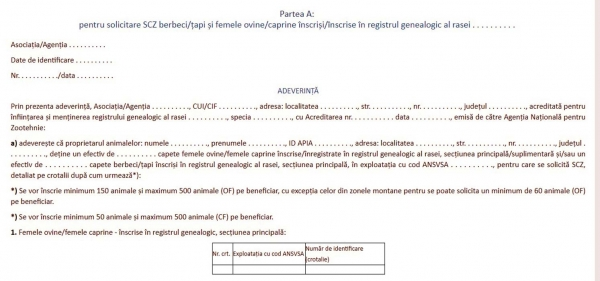 Partea A:
pentru solicitare SCZ berbeci/țapi și femele ovine/caprine înscriși/înscrise în registrul genealogic al rasei . . . . . . . . . .
Asociația/Agenția . . . . . . . . . .
Date de identificare . . . . . . . . . .
Nr. . . . . . . . . . ./data . . . . . . . . . .
ADEVERINȚĂ
Prin prezenta adeverință, Asociația/Agenția . . . . . . . . . ., CUI/CIF . . . . . . . . . ., adresa: localitatea . . . . . . . . . ., str. . . . . . . . . . ., nr. . . . . . . . . . ., județul . . . . . . . . . ., acreditată pentru
înființarea și menținerea registrului genealogic al rasei . . . . . . . . . ., specia . . . . . . . . . ., cu Acreditarea nr. . . . . . . . . . . data . . . . . . . . . ., emisă de către Agenția Națională pentru
Zootehnie:
a) adeverește că proprietarul animalelor: numele . . . . . . . . . ., prenumele . . . . . . . . . ., ID APIA . . . . . . . . . ., adresa: localitatea . . . . . . . . . ., str. . . . . . . . . . ., nr. . . . . . . . . . ., județul .
. . . . . . . . ., deține un efectiv de . . . . . . . . . . capete femele ovine/femele caprine înscrise/înregistrate în registrul genealogic al rasei, secțiunea principală/suplimentară și/sau un
efectiv de . . . . . . . . . . capete berbeci/țapi înscriși în registrul genealogic al rasei, secțiunea principală, în exploatația cu cod ANSVSA . . . . . . . . . ., pentru care se solicită SCZ,
detaliat pe crotalii după cum urmează*):
*) Se vor înscrie minimum 150 animale și maximum 500 animale (OF) pe beneficiar, cu excepția celor din zonele montane pentru se poate solicita un minimum de 60 animale (OF)
pe beneficiar.
*) Se vor înscrie minimum 50 animale și maximum 500 animale (CF) pe beneficiar.
1. Femele ovine/femele caprine - înscrise în registrul genealogic, secțiunea principală:
Nr. crt. Exploatația cu cod ANSVSA Număr de identificare
(crotalie)